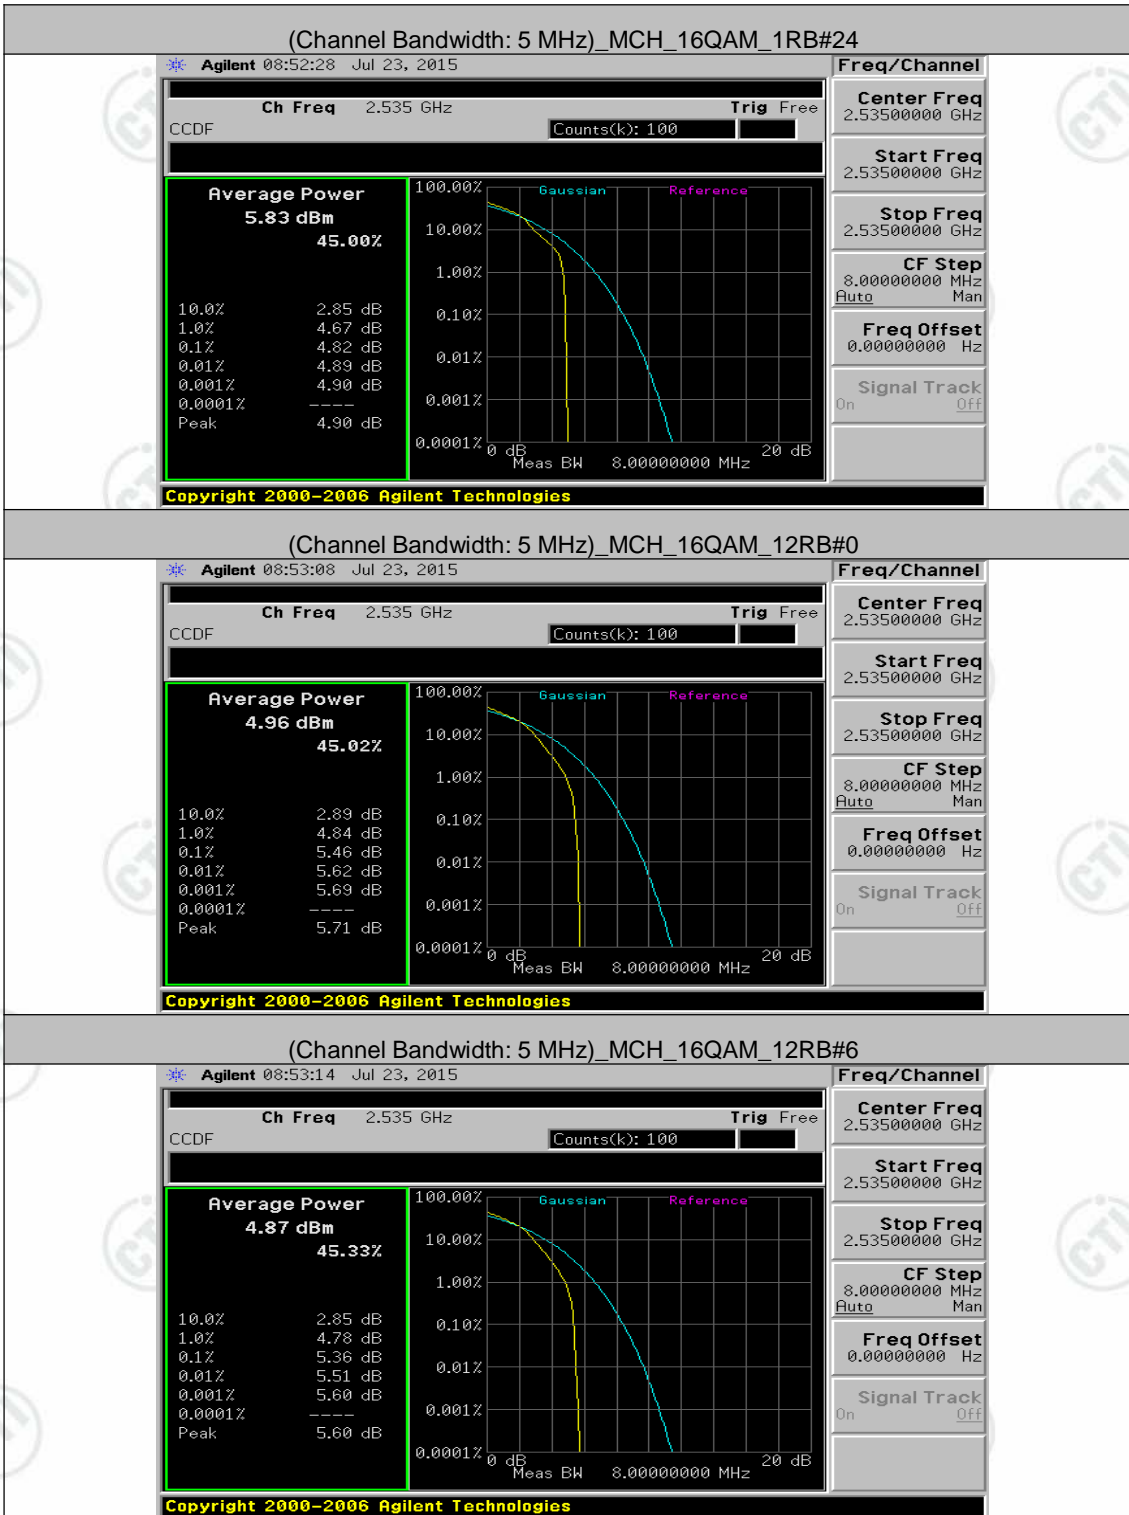 (Channel Bandwidth: 5 MHz)_MCH_16QAM_1RB#24
Agilent 08:52:28 Jul 23, 2015
Freq/Channel
Ch Freq 2.535 GHz Trig Free
CCDF Counts(k): 100
Center Freq
2.53500000 GHz
Start Freq
2.53500000 GHz
Stop Freq
2.53500000 GHz
CF Step
8.00000000 MHz
Auto Man
Freq Offset
0.00000000 Hz
Signal Track
On Off
Average Power
5.83 dBm
45.00%
10.0% 2.85 dB
1.0% 4.67 dB
0.1% 4.82 dB
0.01% 4.89 dB
0.001% 4.90 dB
0.0001% ----
Peak 4.90 dB
Gaussian Reference
100.00%
10.00%
1.00%
0.10%
0.01%
0.001%
0.0001%
0 dB 20 dB
Meas BW 8.00000000 MHz
Copyright 2000-2006 Agilent Technologies
(Channel Bandwidth: 5 MHz)_MCH_16QAM_12RB#0
Agilent 08:53:08 Jul 23, 2015
Freq/Channel
Ch Freq 2.535 GHz Trig Free
CCDF Counts(k): 100
Center Freq
2.53500000 GHz
Start Freq
2.53500000 GHz
Stop Freq
2.53500000 GHz
CF Step
8.00000000 MHz
Auto Man
Freq Offset
0.00000000 Hz
Signal Track
On Off
Average Power
4.96 dBm
45.02%
10.0% 2.89 dB
1.0% 4.84 dB
0.1% 5.46 dB
0.01% 5.62 dB
0.001% 5.69 dB
0.0001% ----
Peak 5.71 dB
Gaussian Reference
100.00%
10.00%
1.00%
0.10%
0.01%
0.001%
0.0001%
0 dB 20 dB
Meas BW 8.00000000 MHz
Copyright 2000-2006 Agilent Technologies
(Channel Bandwidth: 5 MHz)_MCH_16QAM_12RB#6
Agilent 08:53:14 Jul 23, 2015
Freq/Channel
Ch Freq 2.535 GHz Trig Free
CCDF Counts(k): 100
Center Freq
2.53500000 GHz
Start Freq
2.53500000 GHz
Stop Freq
2.53500000 GHz
CF Step
8.00000000 MHz
Auto Man
Freq Offset
0.00000000 Hz
Signal Track
On Off
Average Power
4.87 dBm
45.33%
10.0% 2.85 dB
1.0% 4.78 dB
0.1% 5.36 dB
0.01% 5.51 dB
0.001% 5.60 dB
0.0001% ----
Peak 5.60 dB
Gaussian Reference
100.00%
10.00%
1.00%
0.10%
0.01%
0.001%
0.0001%
0 dB 20 dB
Meas BW 8.00000000 MHz
Copyright 2000-2006 Agilent Technologies
CTI
CTI
CTI
CTI
CTI
CTI
CTI
CTI